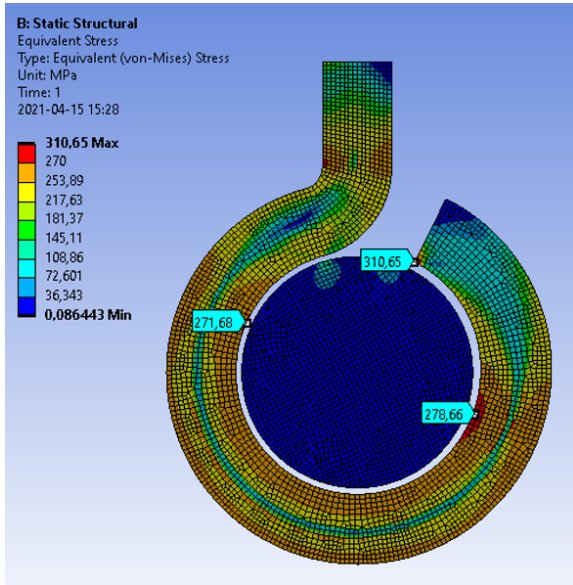 B: Static Structural
Equivalent Stress
Type: Equivalent (von-Mises) Stress
Unit: MPa
Time: 1
2021-04-15 15:28
310,65 Max
270
253,89
217,63
181,37
145,11
108,86
72,601
36,343
0,086443 Min
310,65
271,68
278,66